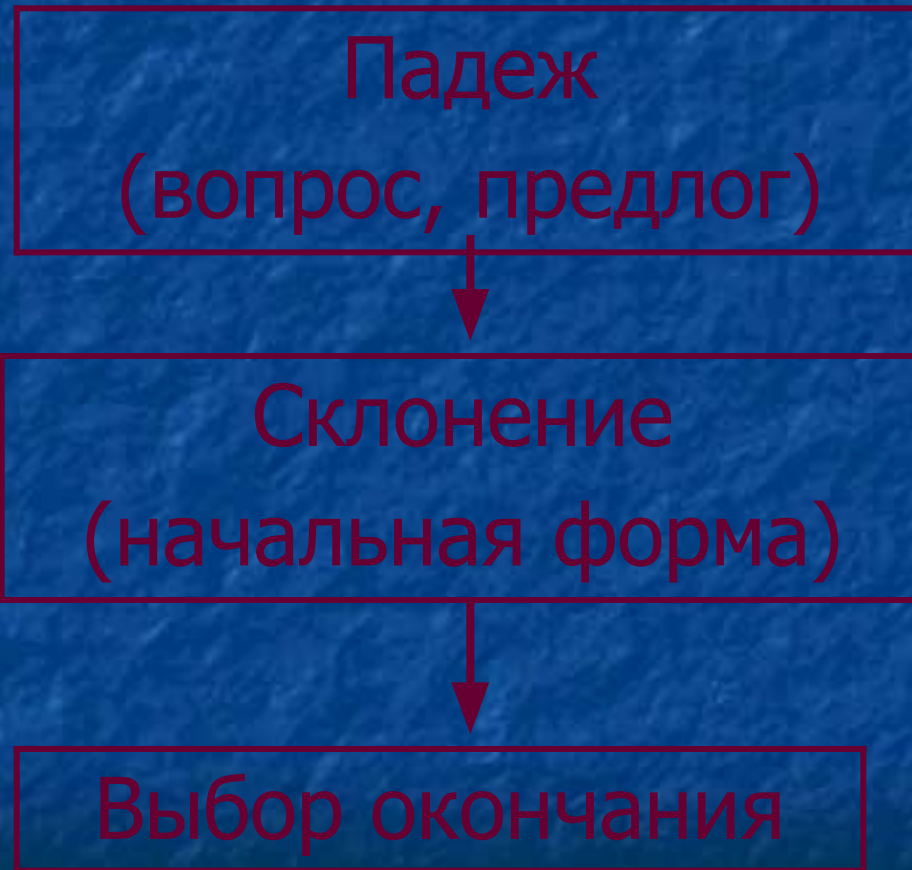 Падеж
(вопрос, предлог)
Склонение
(начальная форма)
Выбор окончания